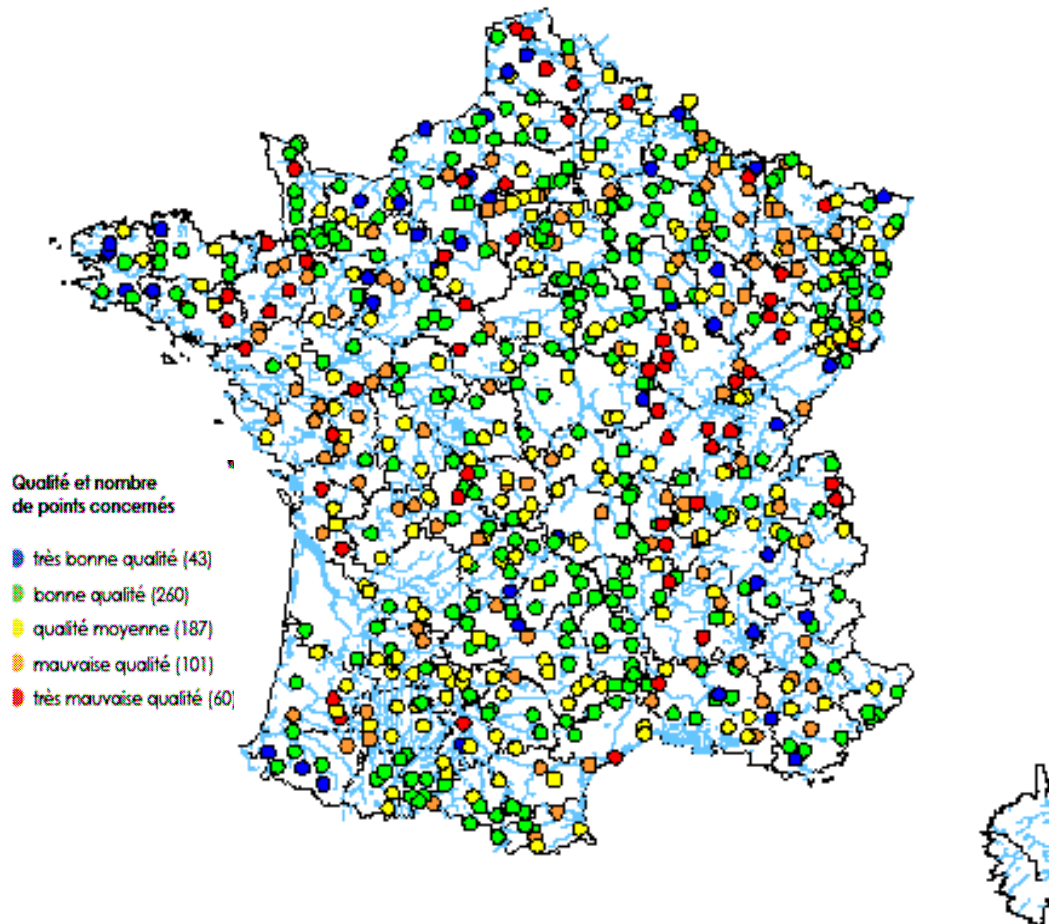 Qualité et nombre
de points concernés
très bonne qualité (43)
bonne qualité (260)
qualité moyenne (187)
mauvaise qualité (101)
très mauvaise qualité (60)